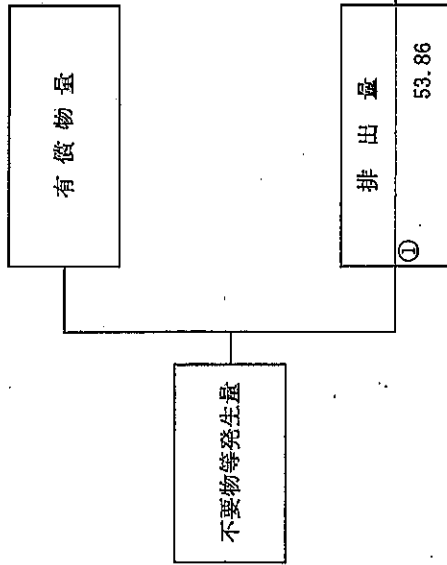 有償物量
不要物等発生量
排出量
①
53.86